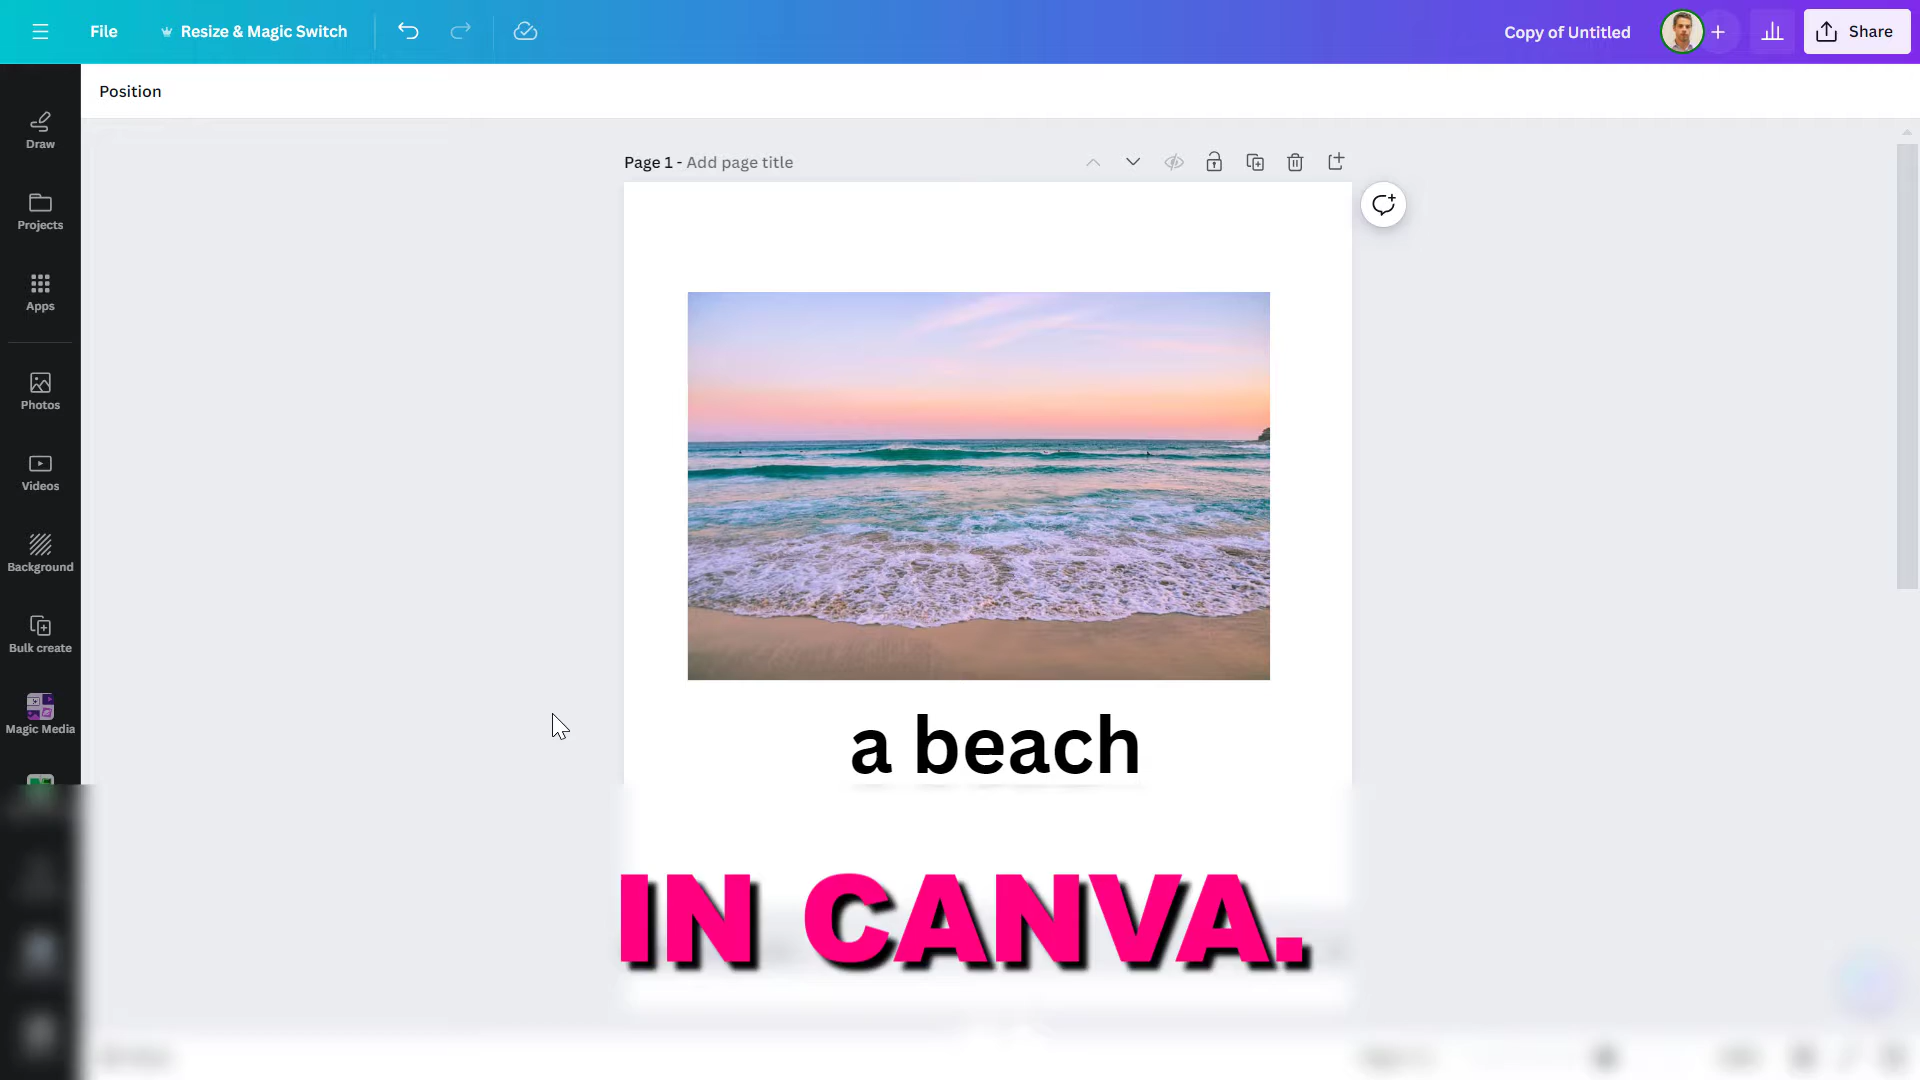 File
Resize & Magic Switch
Copy of Untitled
Share
Position
Draw
Projects
Apps
Photos
Videos
Background
Bulk create
Magic Media
Page 1 - Add page title
a beach
IN CANVA.